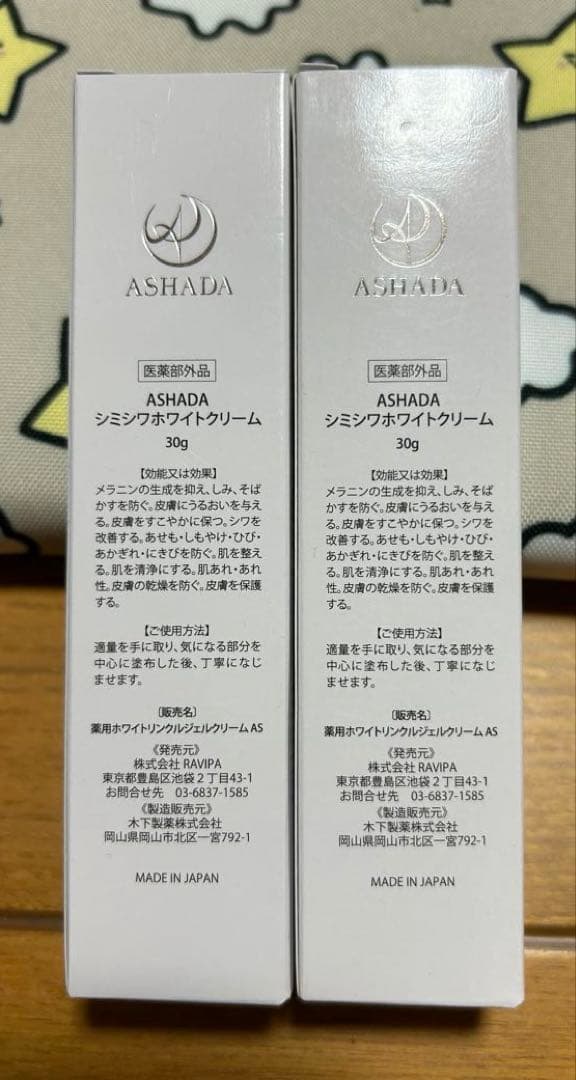 ASHADA
医薬部外品
ASHADA
シミシワホワイトクリーム
30g
【効能又は効果】
メラニンの生成を抑え、しみ、そば
かすを防ぐ。皮膚にうるおいを与え
る。皮膚をすこやかに保つ。シワを
改善する。あせも・しもやけ・ひび・
あかぎれ・にきびを防ぐ。肌を整え
る。肌を清浄にする。肌あれ・あれ
性。皮膚の乾燥を防ぐ。皮膚を保護
する。
【ご使用方法】
適量を手に取り、気になる部分を
中心に塗布した後、丁寧になじ
ませます。
〔販売名〕
薬用ホワイトリンクルジェルクリーム AS
《発売元》
株式会社 RAVIPA
東京都豊島区池袋2丁目43-1
お問合せ先 03-6837-1585
《製造販売元》
木下製薬株式会社
岡山県岡山市北区一宮792-1
MADE IN JAPAN
ASHADA
医薬部外品
ASHADA
シミシワホワイトクリーム
30g
【効能又は効果】
メラニンの生成を抑え、しみ、そば
かすを防ぐ。皮膚にうるおいを与え
る。皮膚をすこやかに保つ。シワを
改善する。あせも・しもやけ・ひび・
あかぎれ・にきびを防ぐ。肌を整え
る。肌を清浄にする。肌あれ・あれ
性。皮膚の乾燥を防ぐ。皮膚を保護
する。
【ご使用方法】
適量を手に取り、気になる部分を
中心に塗布した後、丁寧になじ
ませます。
〔販売名〕
薬用ホワイトリンクルジェルクリーム AS
《発売元》
株式会社 RAVIPA
東京都豊島区池袋2丁目43-1
お問合せ先 03-6837-1585
《製造販売元》
木下製薬株式会社
岡山県岡山市北区一宮792-1
MADE IN JAPAN